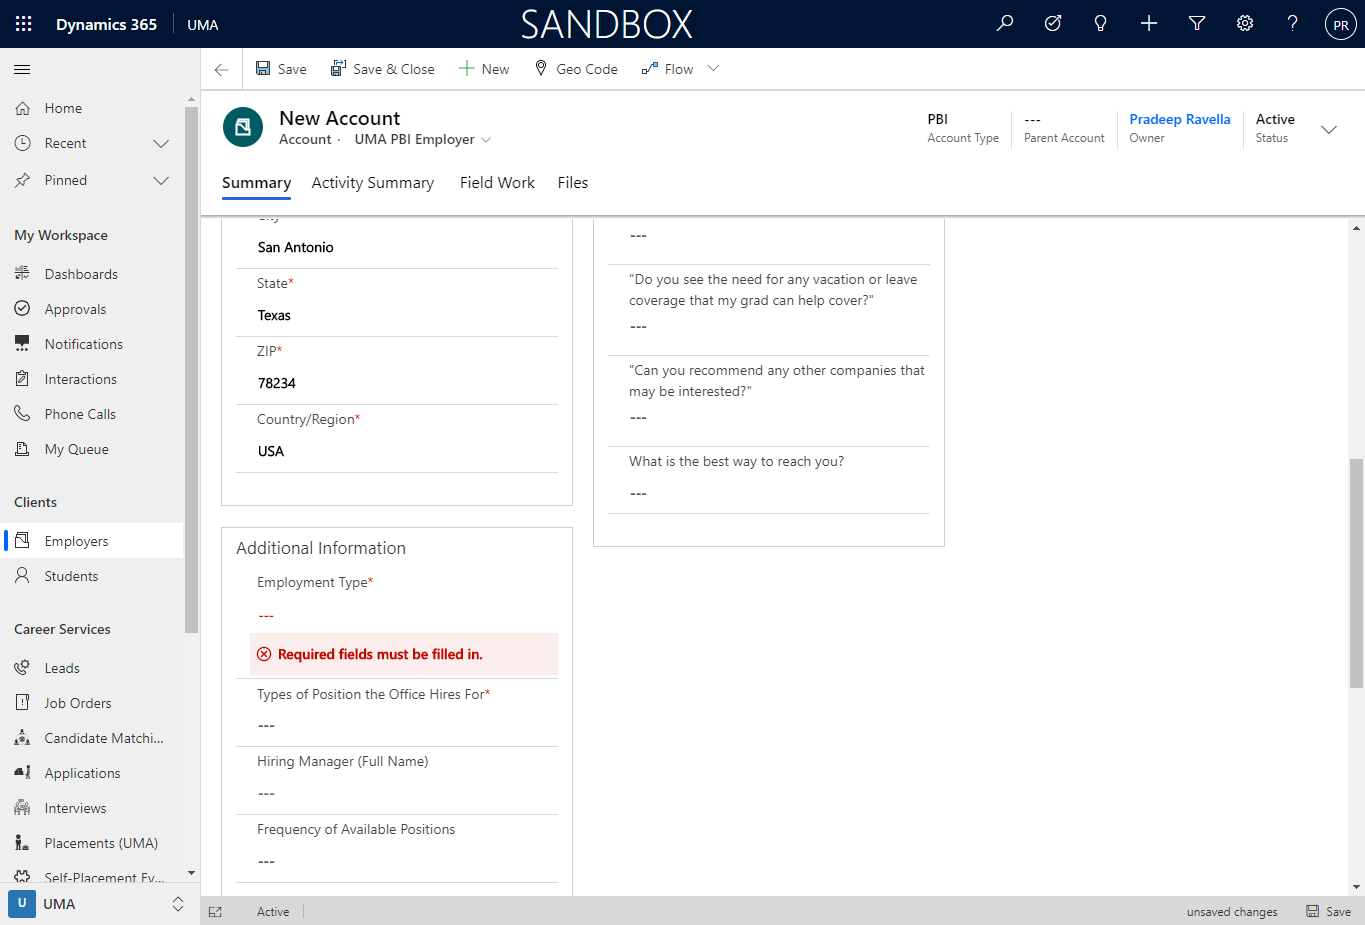 Dynamics 365
UMA
SANDBOX
PR
Save
Save & Close
New
Geo Code
Flow
New Account
Account ·
UMA PBI Employer
PBI
Account Type
---
Parent Account
Pradeep Ravella
Owner
Active
Status
Summary
Activity Summary
Field Work
Files
Home
Recent
Pinned
My Workspace
Dashboards
Approvals
Notifications
Interactions
Phone Calls
My Queue
Clients
Employers
Students
Career Services
Leads
Job Orders
Candidate Matchi...
Applications
Interviews
Placements (UMA)
Self-Placement Ev...
U
UMA
City
San Antonio
State*
Texas
ZIP*
78234
Country/Region*
USA
Additional Information
Employment Type*
---
Required fields must be filled in.
Types of Position the Office Hires For*
---
Hiring Manager (Full Name)
---
Frequency of Available Positions
---
---
"Do you see the need for any vacation or leave
coverage that my grad can help cover?"
---
"Can you recommend any other companies that
may be interested?"
---
What is the best way to reach you?
---
Active
unsaved changes
Save